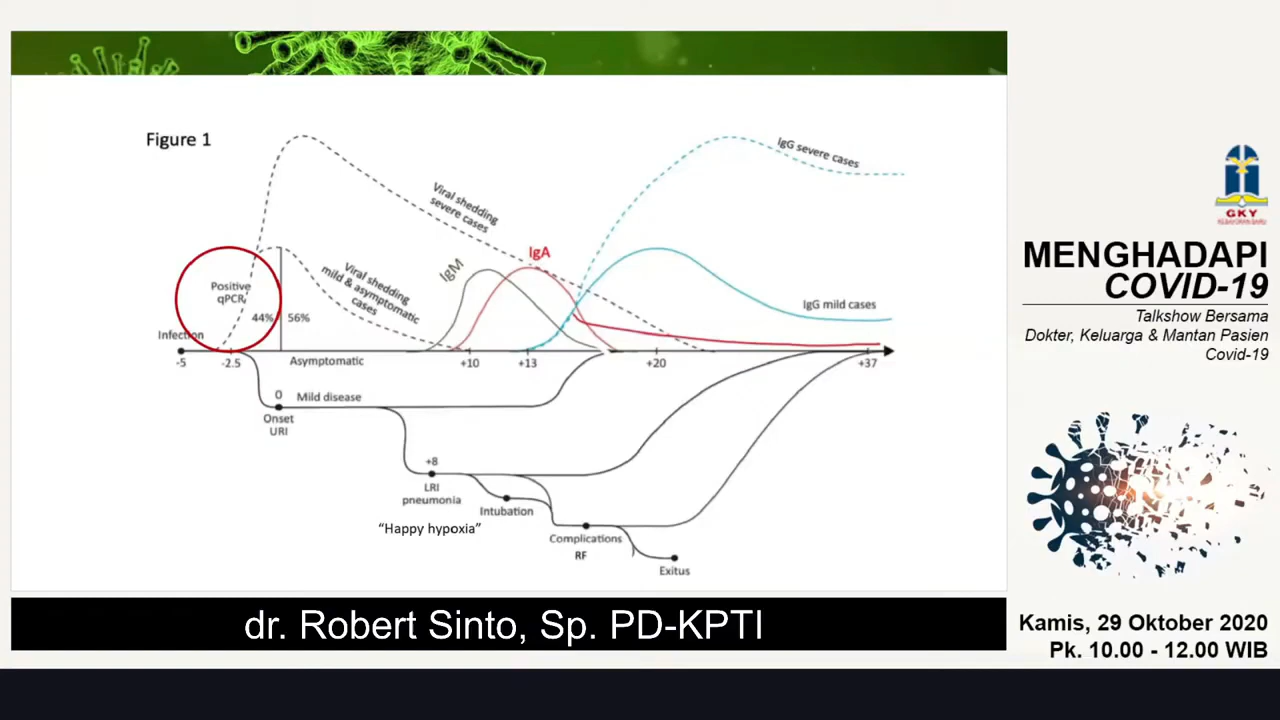 Figure 1
IgG severe cases
Viral shedding
severe cases
IgM
IgA
Viral shedding
mild & asymptomatic
cases
Positive
qPCR
44%
56%
IgG mild cases
Infection
-5
-2.5
Asymptomatic
+10
+13
+20
+37
0
Mild disease
Onset
URI
+8
LRI
pneumonia
Intubation
“Happy hypoxia”
Complications
RF
Exitus
dr. Robert Sinto, Sp. PD-KPTI
GKY
KEBAYORAN BARU
MENGHADAPI
COVID-19
Talkshow Bersama
Dokter, Keluarga & Mantan Pasien
Covid-19
Kamis, 29 Oktober 2020
Pk. 10.00 - 12.00 WIB